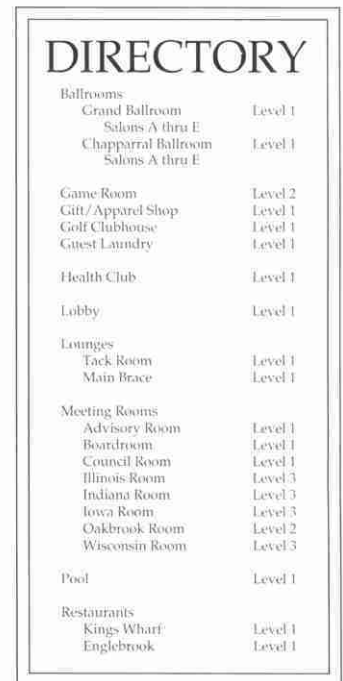 DIRECTORY
Ballrooms
Grand Ballroom Level 1
Salons A thru E
Chapparral Ballroom Level 1
Salons A thru E
Game Room Level 2
Gift/Apparel Shop Level 1
Golf Clubhouse Level 1
Guest Laundry Level 1
Health Club Level 1
Lobby Level 1
Lounges
Tack Room Level 1
Main Brace Level 1
Meeting Rooms
Advisory Room Level 1
Boardroom Level 1
Council Room Level 1
Illinois Room Level 3
Indiana Room Level 3
Iowa Room Level 3
Oakbrook Room Level 2
Wisconsin Room Level 3
Pool Level 1
Restaurants
Kings Wharf Level 1
Englebrook Level 1